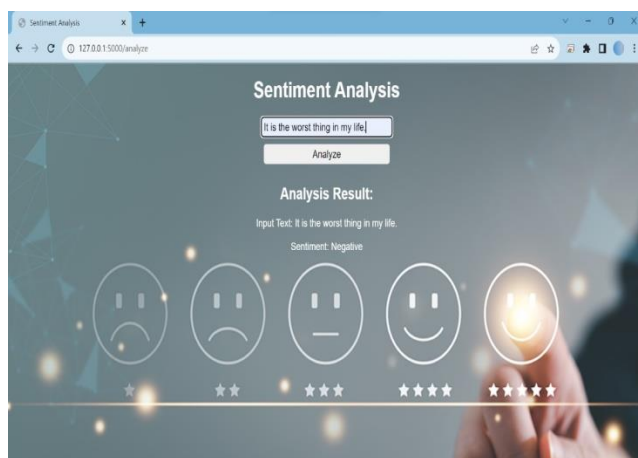 Sentiment Analysis
127.0.0.1:5000/analyze
Sentiment Analysis
It is the worst thing in my life.
Analyze
Analysis Result:
Input Text: It is the worst thing in my life.
Sentiment: Negative